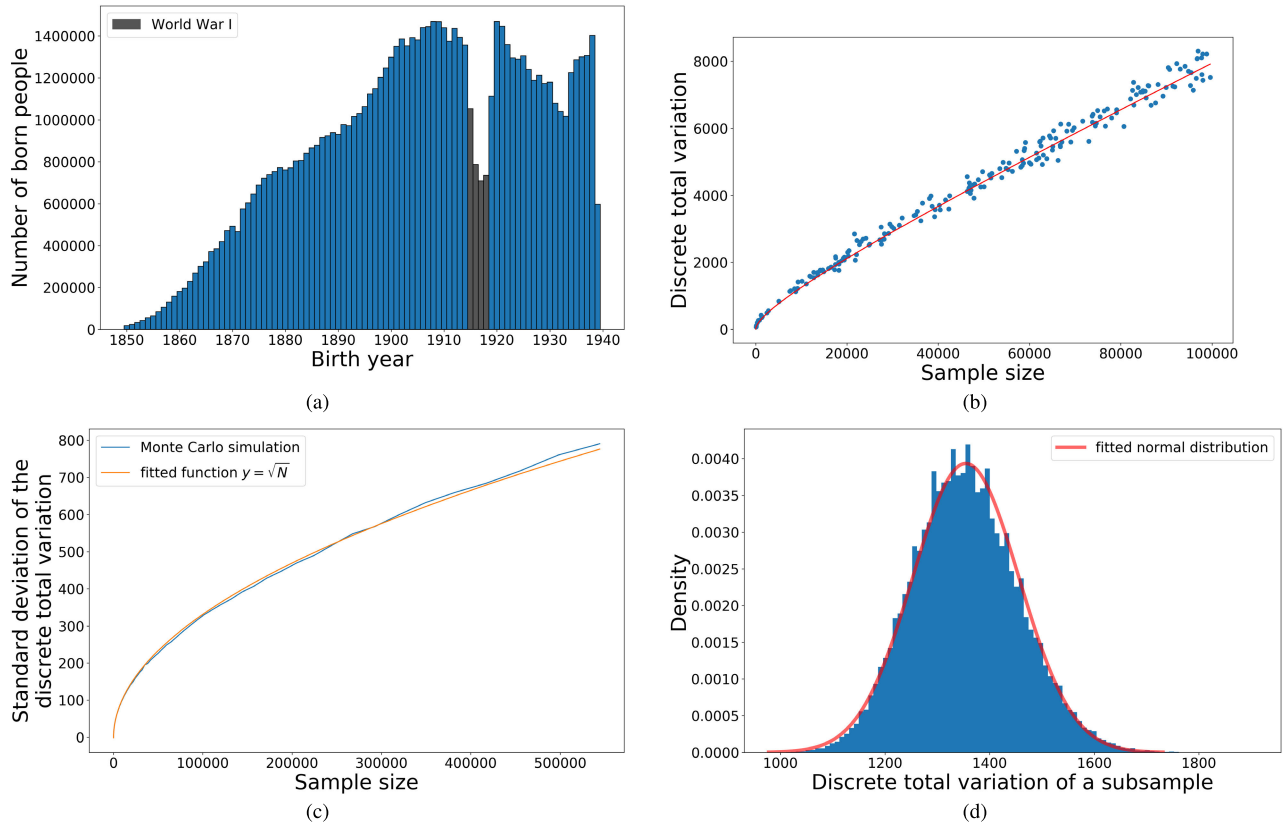 World War I
1400000
1200000
1000000
800000
600000
400000
200000
0
Number of born people
1850 1860 1870 1880 1890 1900 1910 1920 1930 1940
Birth year
(a)
8000
6000
4000
2000
0
Discrete total variation
0 20000 40000 60000 80000 100000
Sample size
(b)
Monte Carlo simulation
fitted function y = √N
800
700
600
500
400
300
200
100
0
Standard deviation of the
discrete total variation
0 100000 200000 300000 400000 500000
Sample size
(c)
fitted normal distribution
0.0040
0.0035
0.0030
0.0025
0.0020
0.0015
0.0010
0.0005
0.0000
Density
1000 1200 1400 1600 1800
Discrete total variation of a subsample
(d)